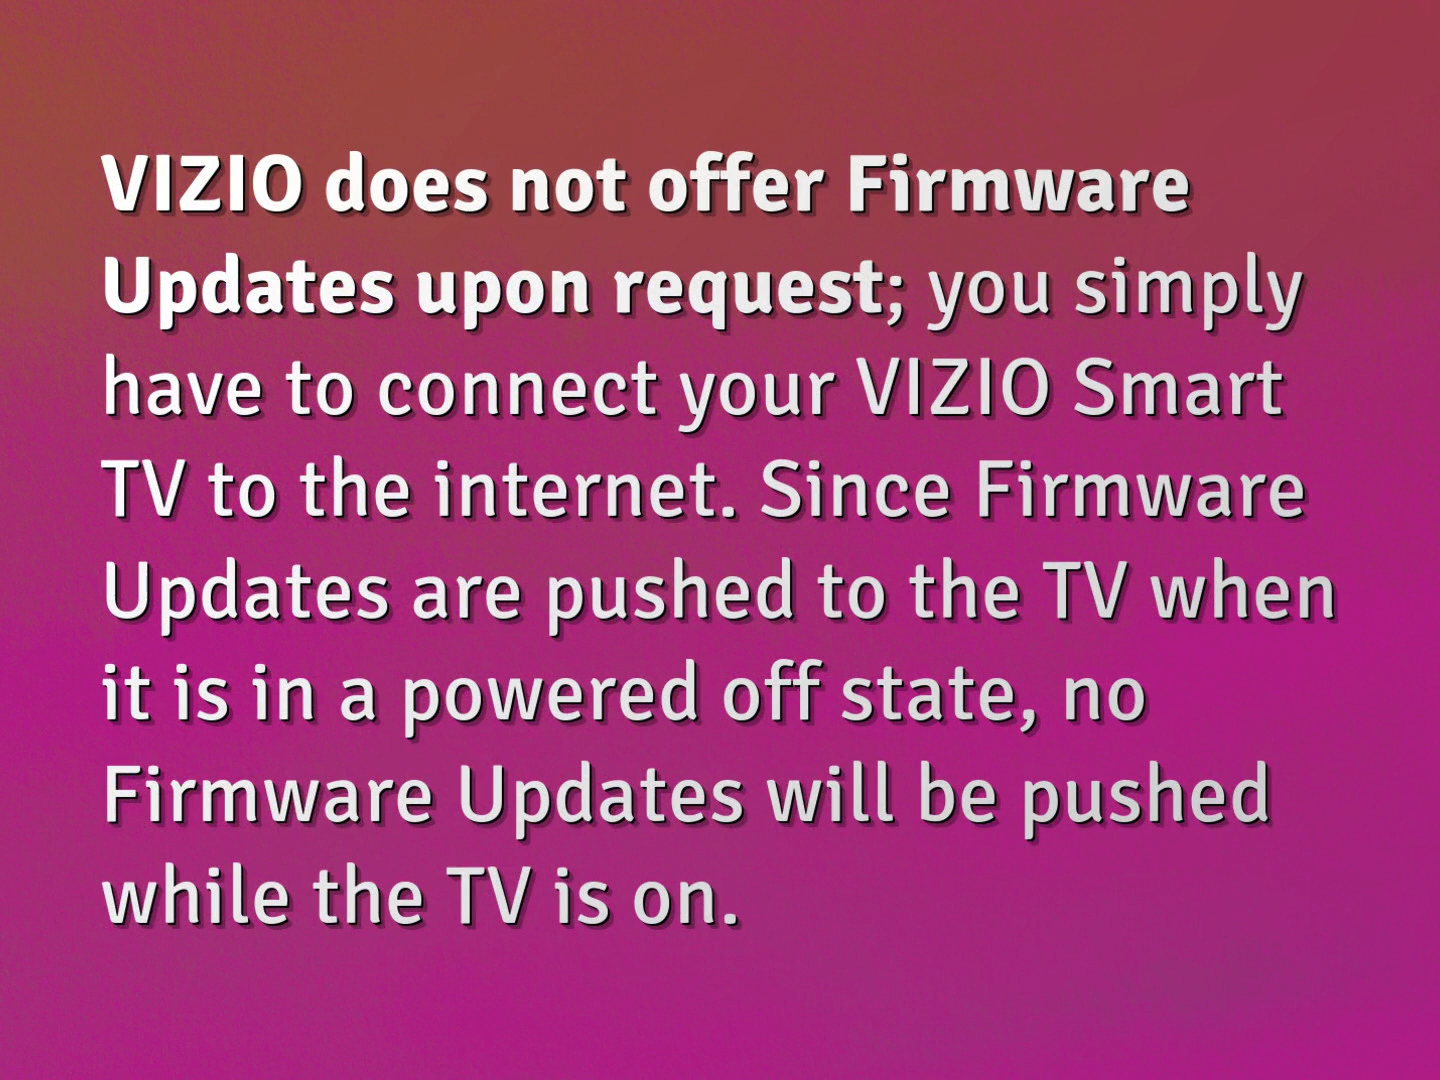 VIZIO does not offer Firmware
Updates upon request; you simply
have to connect your VIZIO Smart
TV to the internet. Since Firmware
Updates are pushed to the TV when
it is in a powered off state, no
Firmware Updates will be pushed
while the TV is on.